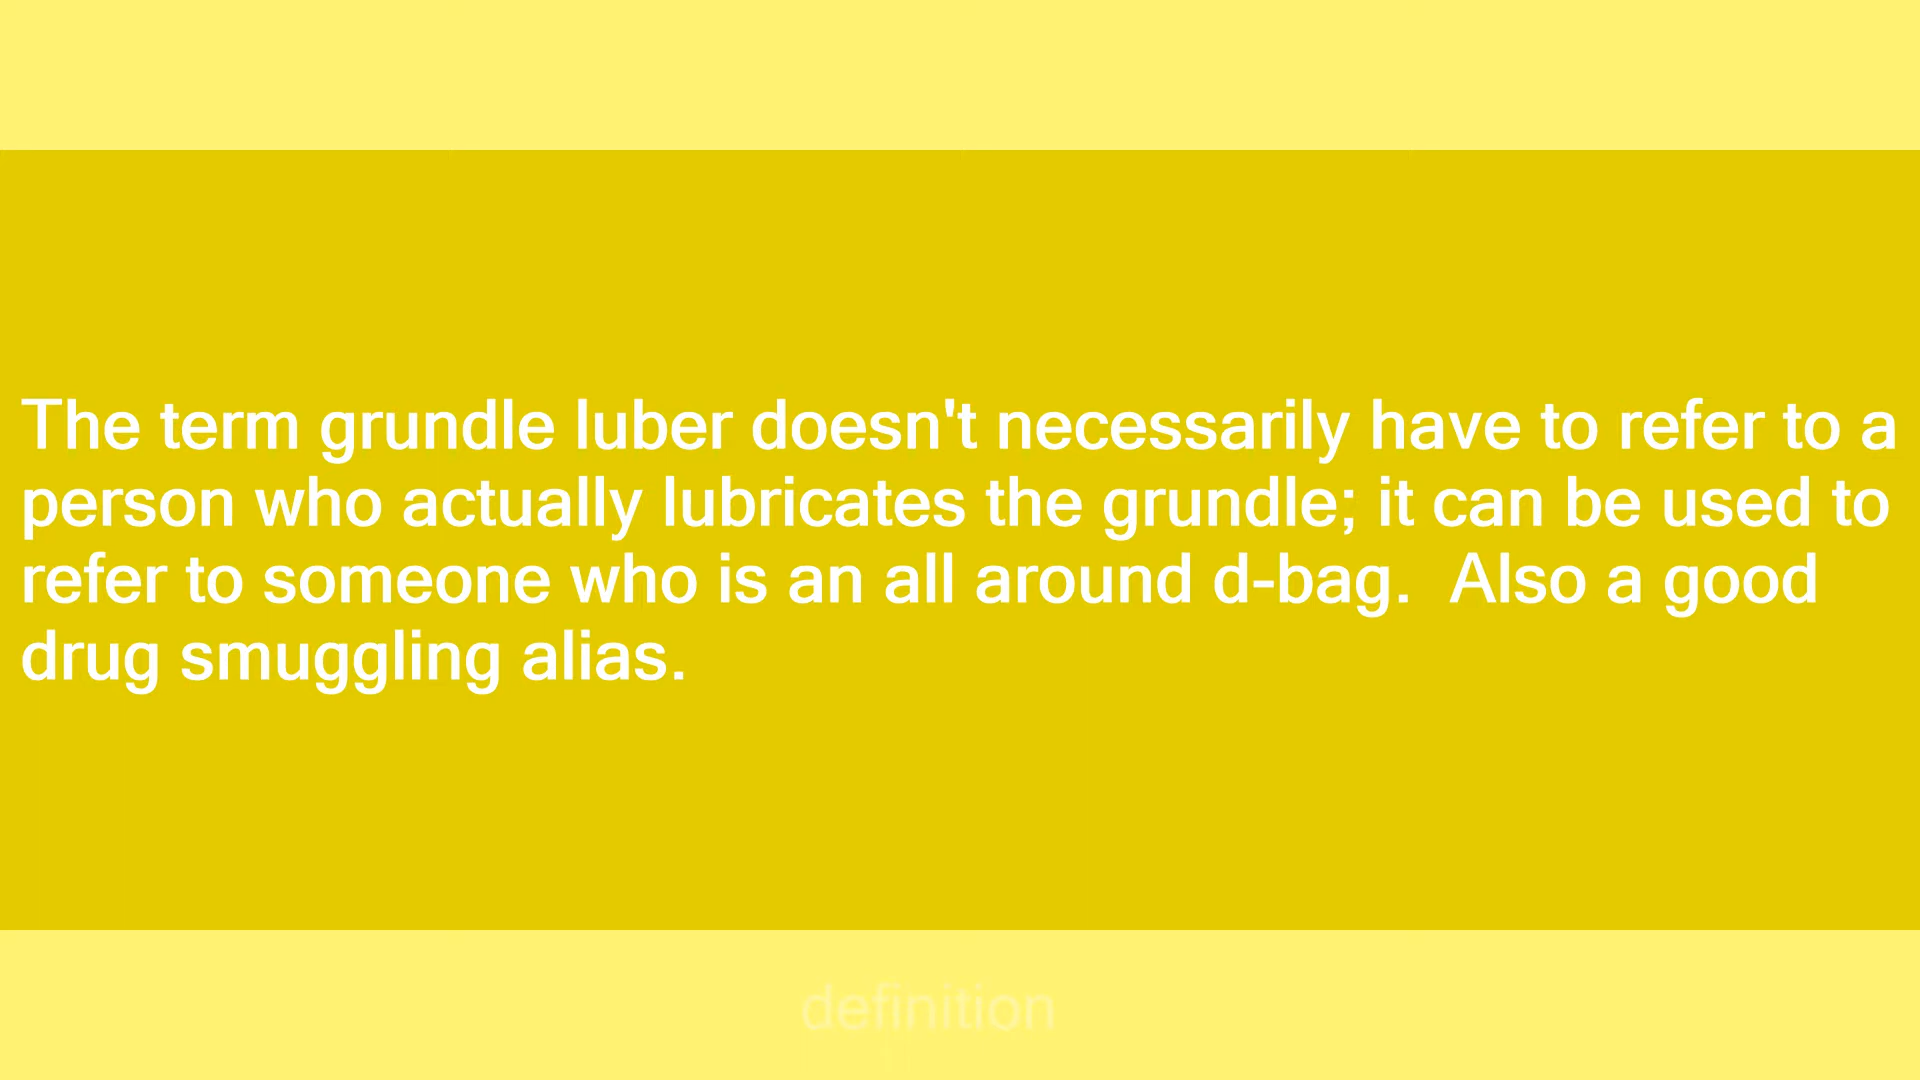 The term grundle luber doesn't necessarily have to refer to a
person who actually lubricates the grundle; it can be used to
refer to someone who is an all around d-bag.  Also a good
drug smuggling alias.
definition